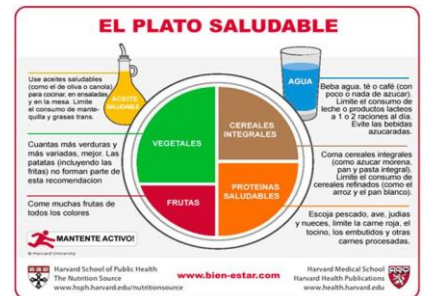 EL PLATO SALUDABLE
Use aceites saludables
(como el de oliva o canola)
para cocinar, en ensaladas,
y en la mesa. Limite
el consumo de mante-
quilla y grasas trans.
ACEITE
SALUDABLE
AGUA
Beba agua, té o café (con
poco o nada de azucar).
Limite el consumo de
leche o productos lacteos
a 1 o 2 raciones al día.
Evite las bebidas
azucaradas.
VEGETALES
CEREALES
INTEGRALES
Cuantas más verduras y
más variadas, mejor. Las
patatas (incluyendo las
fritas) no forman parte de
esta recomendacion
Coma cereales integrales
(como azucar morena,
pan y pasta integral).
Limite el consumo de
cereales refinados (como el
arroz y el pan blanco).
FRUTAS
PROTEINAS
SALUDABLES
Come muchas frutas de
todos los colores
Escoja pescado, ave, judias
y nueces, limite la carne roja, el
tocino, los embutidos y otras
carnes procesadas.
MANTENTE ACTIVO!
© Harvard University
Harvard School of Public Health
The Nutrition Source
www.hsph.harvard.edu/nutritionsource
www.bien-estar.com
Harvard Medical School
Harvard Health Publications
www.health.harvard.edu